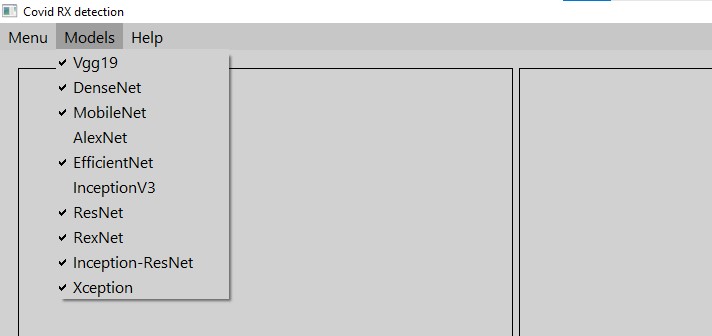 Covid RX detection
Menu Models Help
Vgg19
DenseNet
MobileNet
AlexNet
EfficientNet
InceptionV3
ResNet
RexNet
Inception-ResNet
Xception